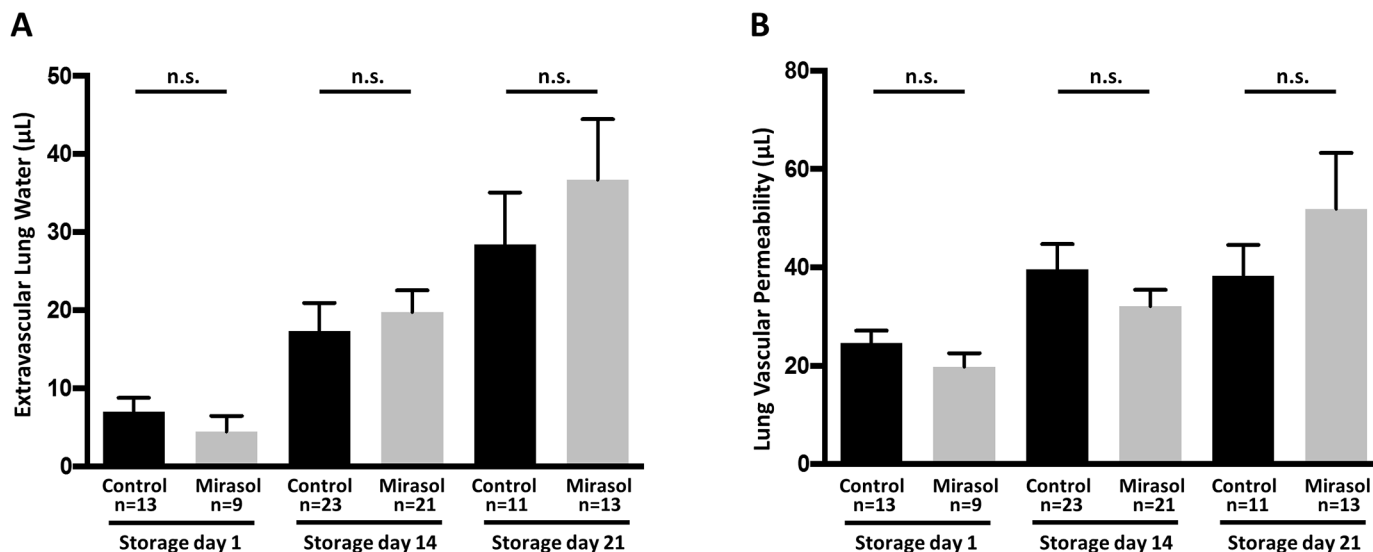 A
Extravascular Lung Water (µL)
50
40
30
20
10
0
n.s.
n.s.
n.s.
Control Mirasol Control Mirasol Control Mirasol
n=13 n=9 n=23 n=21 n=11 n=13
Storage day 1 Storage day 14 Storage day 21
B
Lung Vascular Permeability (µL)
80
60
40
20
0
n.s.
n.s.
n.s.
Control Mirasol Control Mirasol Control Mirasol
n=13 n=9 n=23 n=21 n=11 n=13
Storage day 1 Storage day 14 Storage day 21